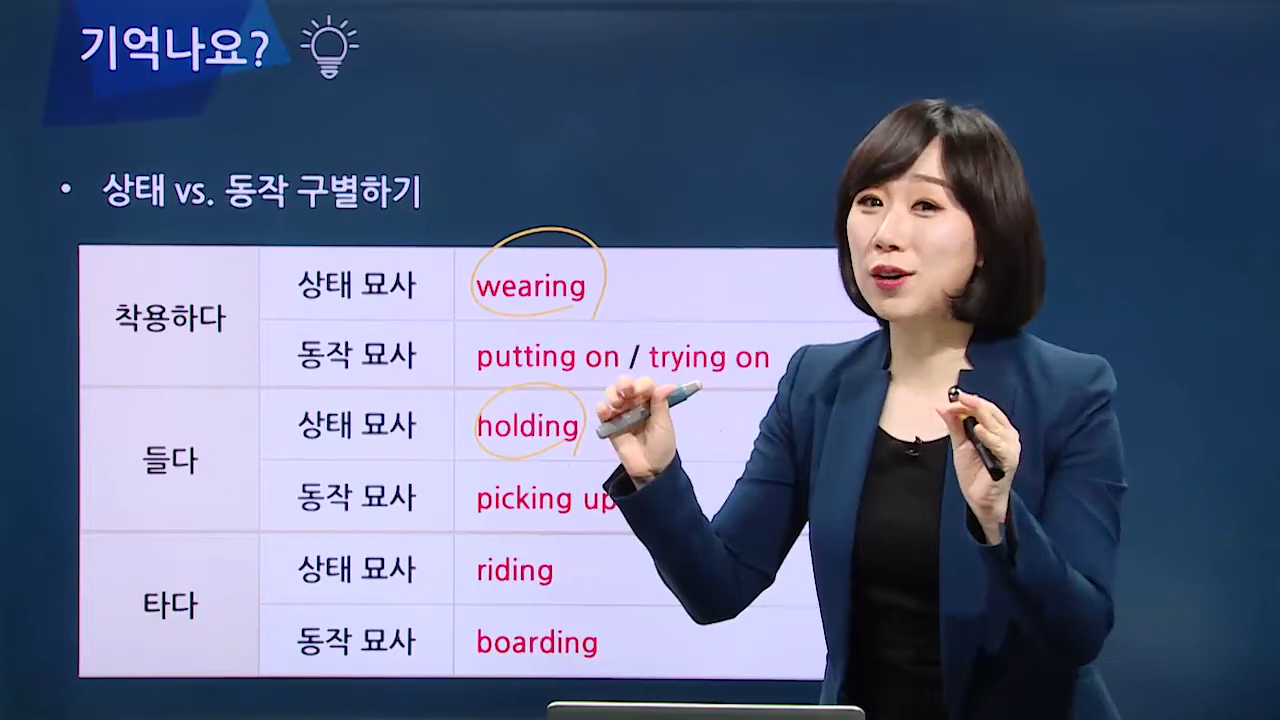 기억나요?
• 상태 vs. 동작 구별하기
착용하다
상태 묘사 wearing
동작 묘사 putting on / trying on
들다
상태 묘사 holding
동작 묘사 picking up
타다
상태 묘사 riding
동작 묘사 boarding